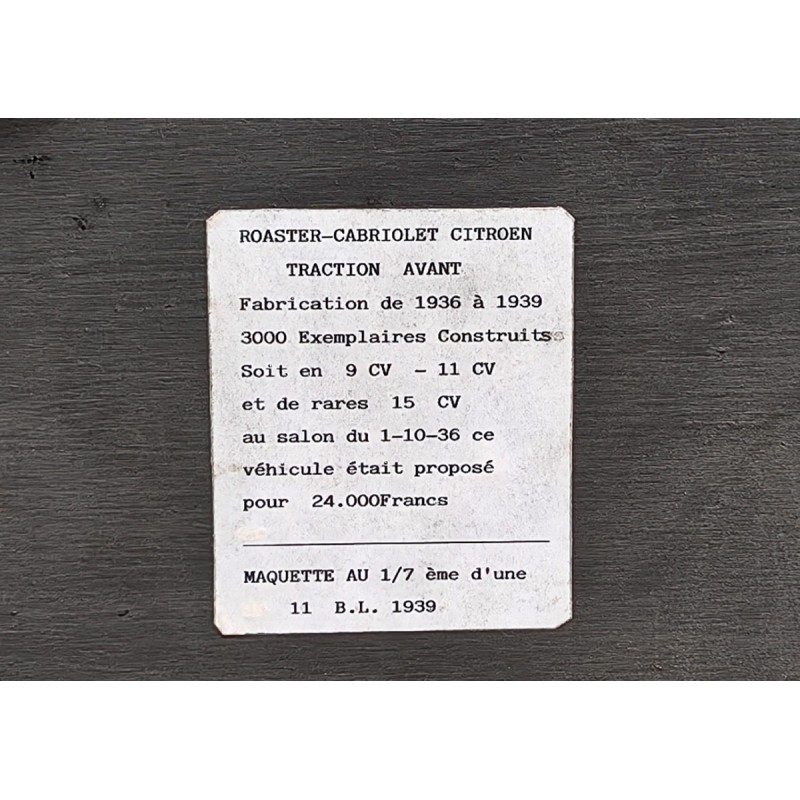 ROASTER-CABRIOLET CITROEN
TRACTION AVANT
Fabrication de 1936 à 1939
3000 Exemplaires Construits
Soit en 9 CV - 11 CV
et de rares 15 CV
au salon du 1-10-36 ce
véhicule était proposé
pour 24.000Francs
MAQUETTE AU 1/7 ème d'une
11 B.L. 1939